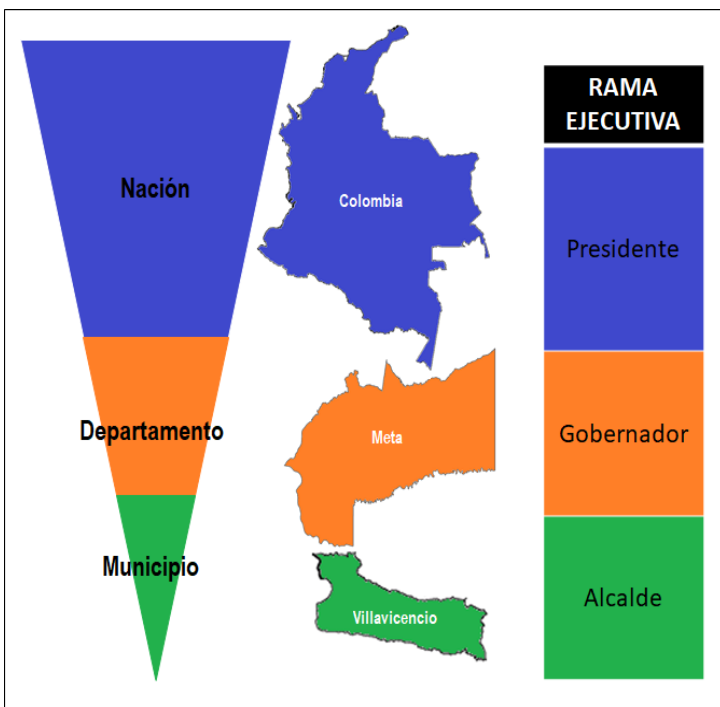 RAMA
EJECUTIVA
Nación
Colombia
Presidente
Departamento
Meta
Gobernador
Municipio
Villavicencio
Alcalde